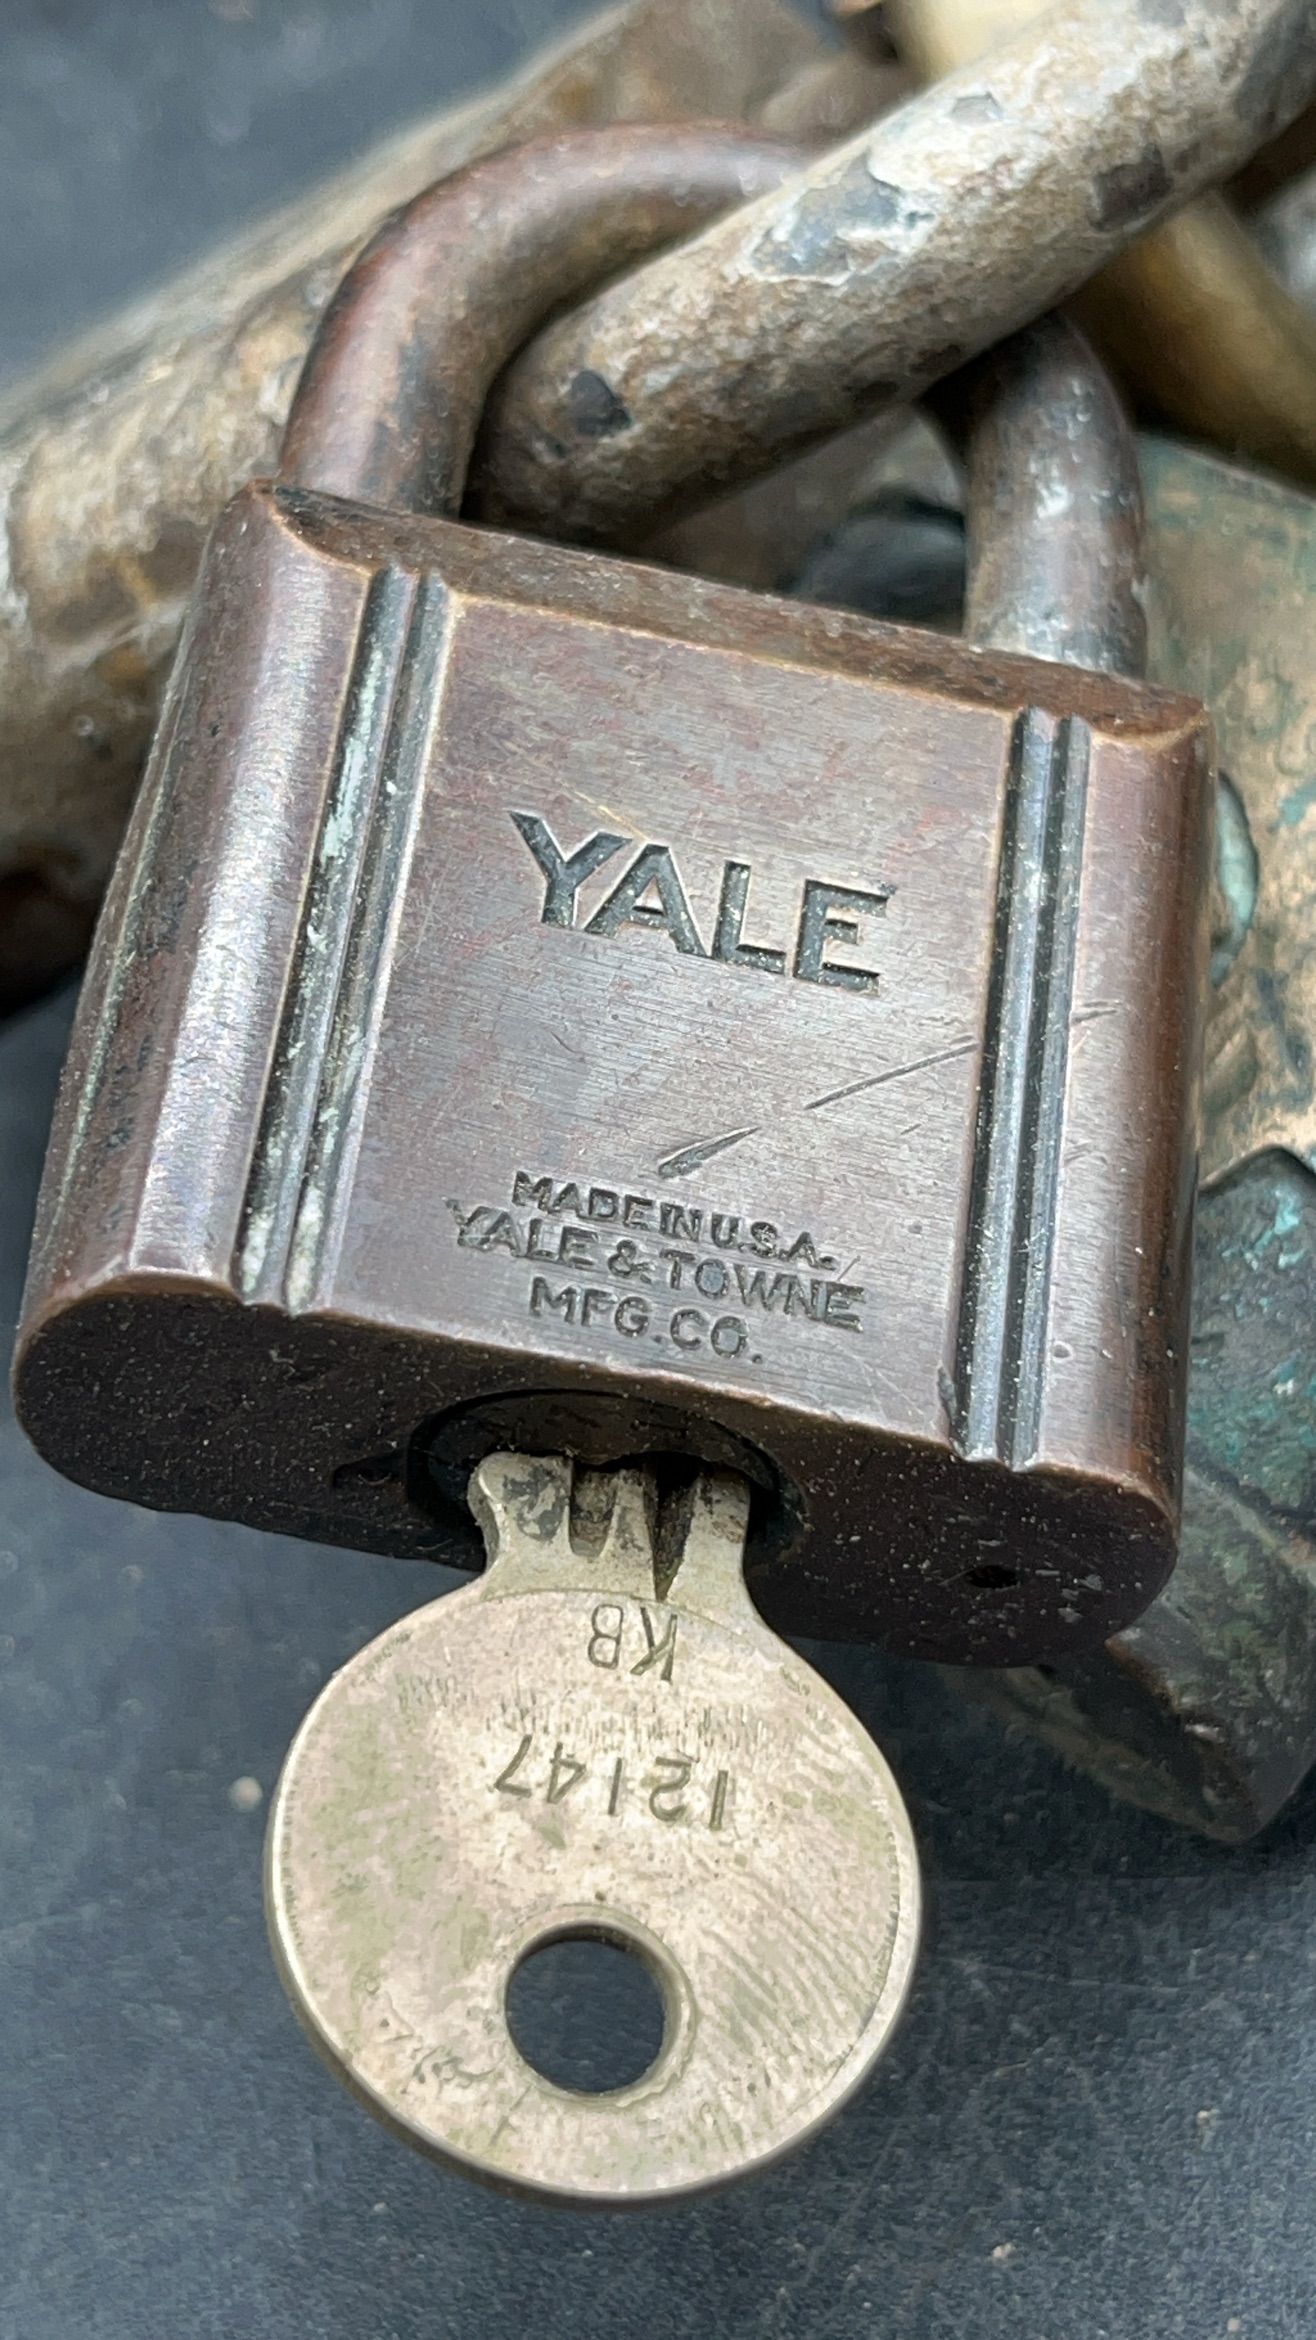 YALE
MADE IN U.S.A.
YALE & TOWNE
MFG.CO.
KB
12147